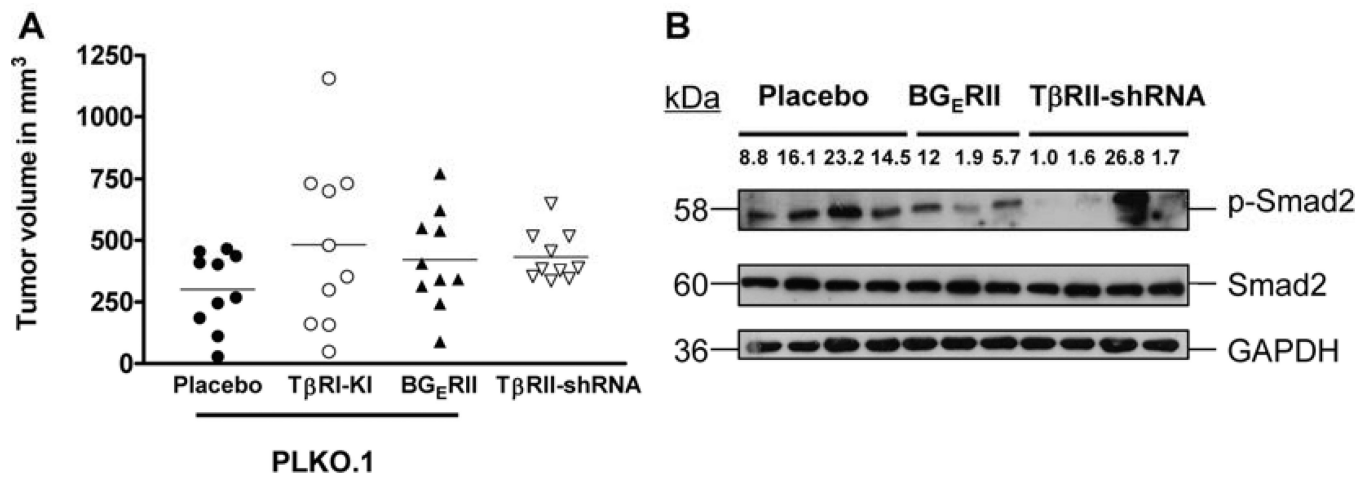 A
Tumor volume in mm³
1250
1000
750
500
250
0
Placebo TβRI-KI BGERII TβRII-shRNA
PLKO.1
B
kDa Placebo BGERII TβRII-shRNA
8.8 16.1 23.2 14.5 12 1.9 5.7 1.0 1.6 26.8 1.7
58 p-Smad2
60 Smad2
36 GAPDH